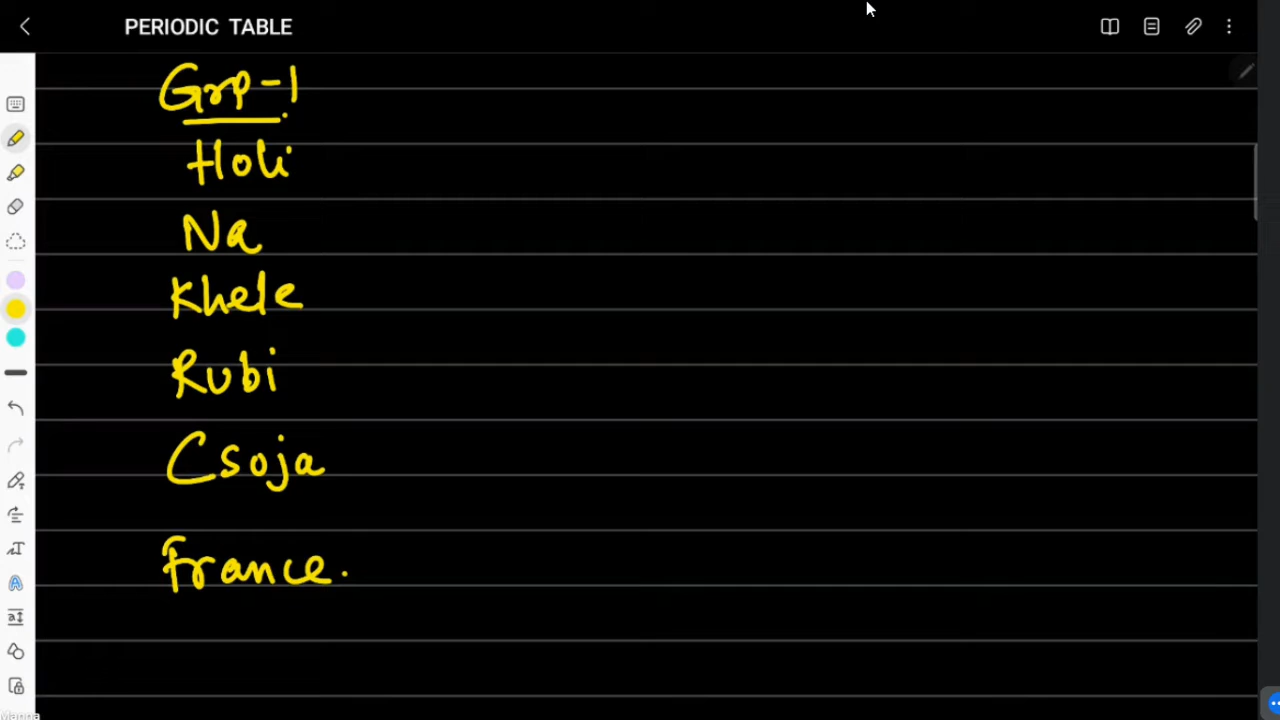 PERIODIC TABLE
Grp-1
Holi
Na
Khele
Rubi
Csoja
France.